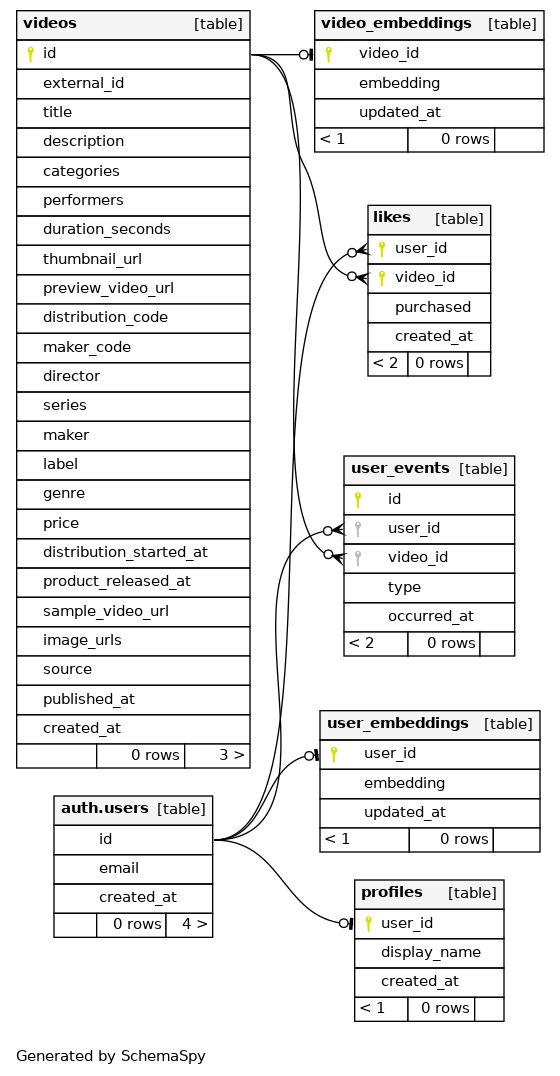 videos [table]
id
external_id
title
description
categories
performers
duration_seconds
thumbnail_url
preview_video_url
distribution_code
maker_code
director
series
maker
label
genre
price
distribution_started_at
product_released_at
sample_video_url
image_urls
source
published_at
created_at
0 rows 3 >
video_embeddings [table]
video_id
embedding
updated_at
< 1 0 rows
likes [table]
user_id
video_id
purchased
created_at
< 2 0 rows
user_events [table]
id
user_id
video_id
type
occurred_at
< 2 0 rows
user_embeddings [table]
user_id
embedding
updated_at
< 1 0 rows
auth.users [table]
id
email
created_at
0 rows 4 >
profiles [table]
user_id
display_name
created_at
< 1 0 rows
Generated by SchemaSpy